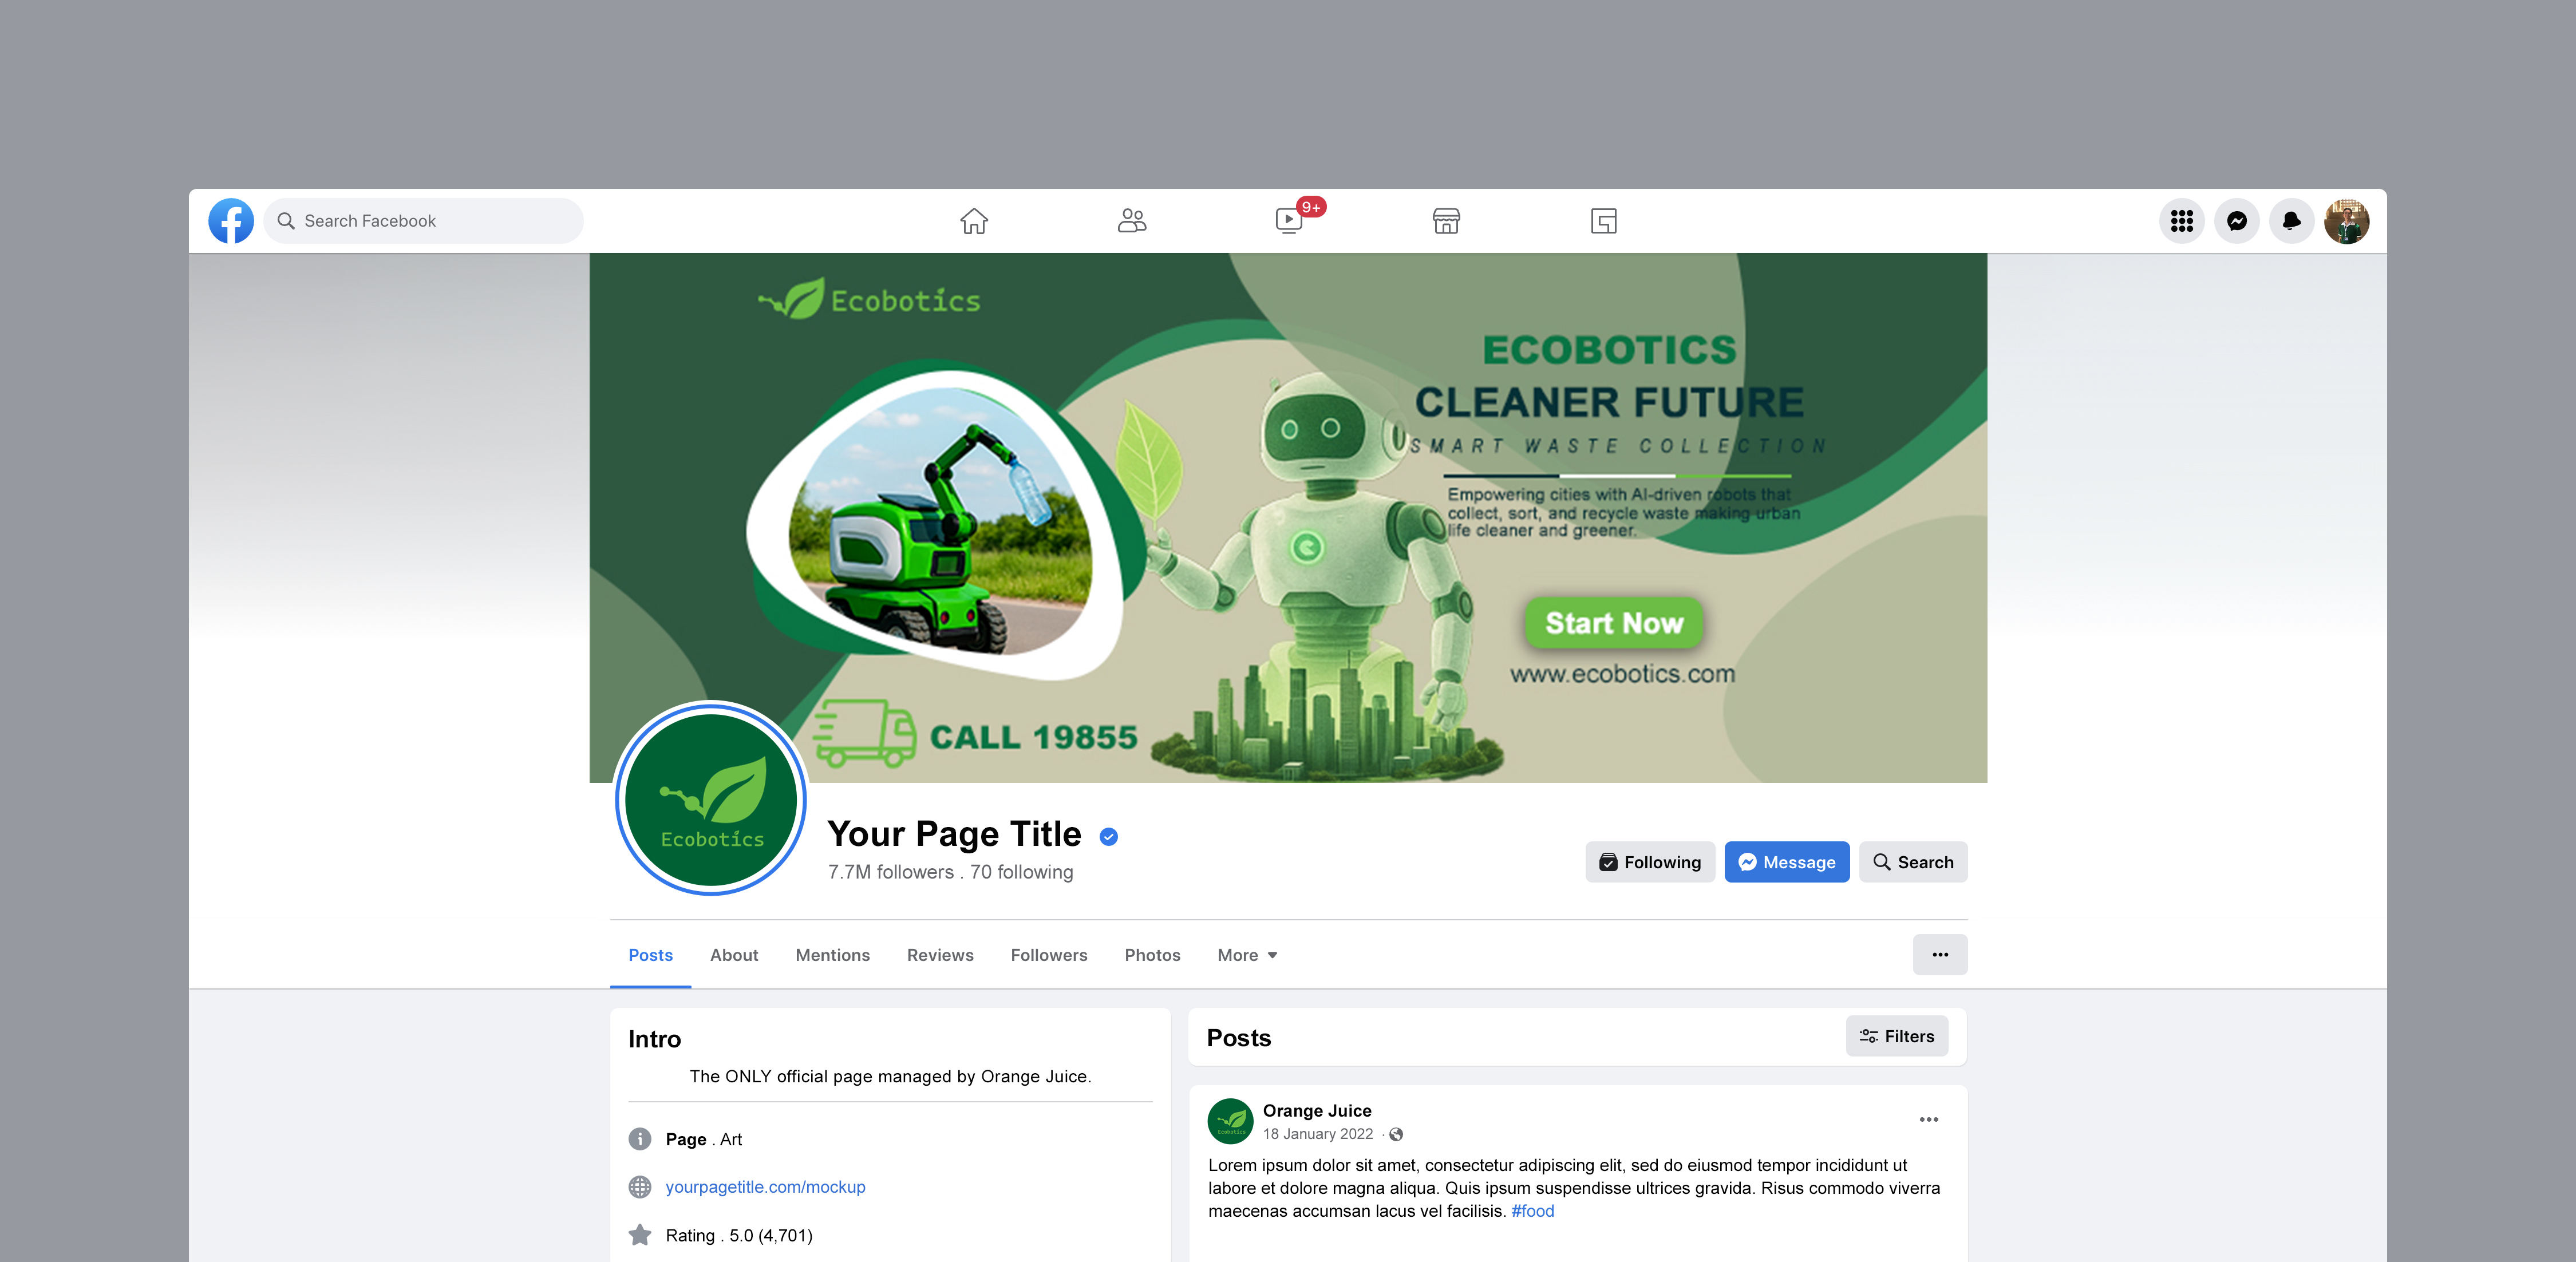 Search Facebook
9+
Ecobotics
ECOBOTICS
CLEANER FUTURE
SMART WASTE COLLECTION
Empowering cities with AI-driven robots that
collect, sort, and recycle waste making urban
life cleaner and greener.
Start Now
www.ecobotics.com
CALL 19855
Ecobotics
Your Page Title
7.7M followers . 70 following
Following
Message
Search
Posts
About
Mentions
Reviews
Followers
Photos
More
Intro
The ONLY official page managed by Orange Juice.
Page . Art
yourpagetitle.com/mockup
Rating . 5.0 (4,701)
Posts
Filters
Ecobotics
Orange Juice
18 January 2022 ·
Lorem ipsum dolor sit amet, consectetur adipiscing elit, sed do eiusmod tempor incididunt ut
labore et dolore magna aliqua. Quis ipsum suspendisse ultrices gravida. Risus commodo viverra
maecenas accumsan lacus vel facilisis. #food